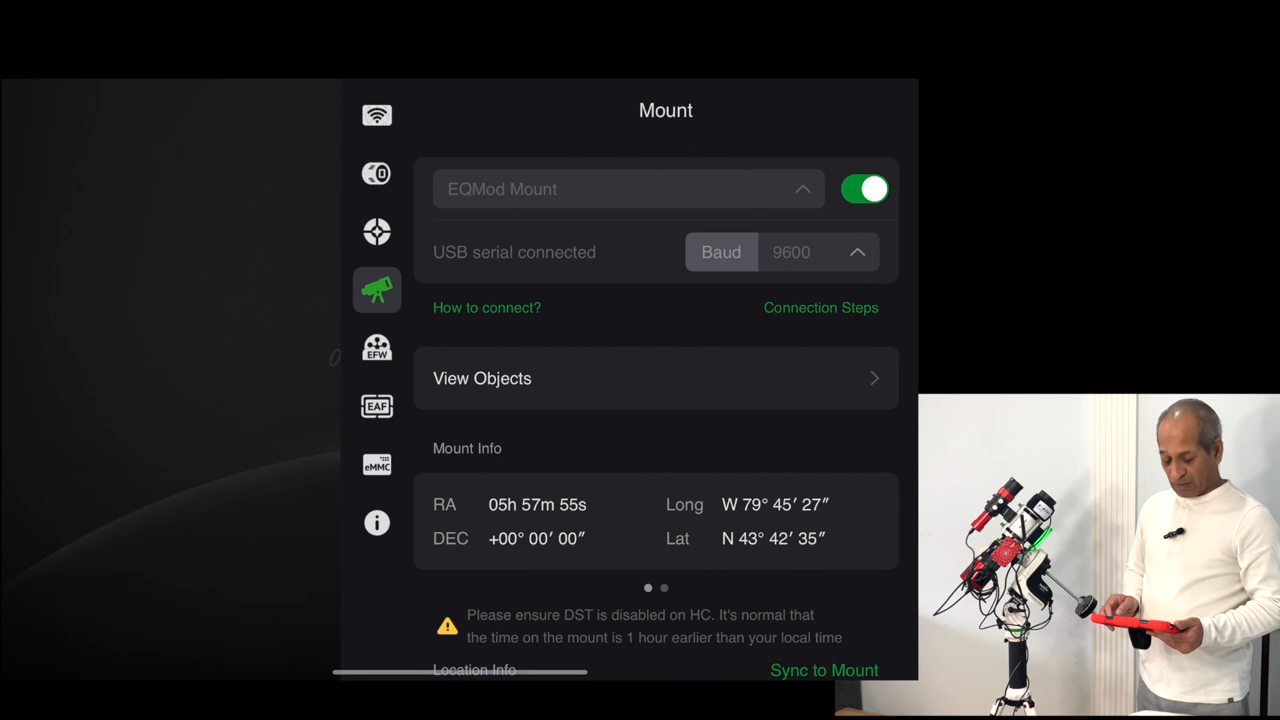 Mount
EQMod Mount
USB serial connected
Baud
9600
How to connect?
Connection Steps
View Objects
EFW
EAF
eMMC
Mount Info
RA 05h 57m 55s
Long W 79° 45′ 27″
DEC +00° 00′ 00″
Lat N 43° 42′ 35″
Please ensure DST is disabled on HC. It's normal that
the time on the mount is 1 hour earlier than your local time
Location Info
Sync to Mount